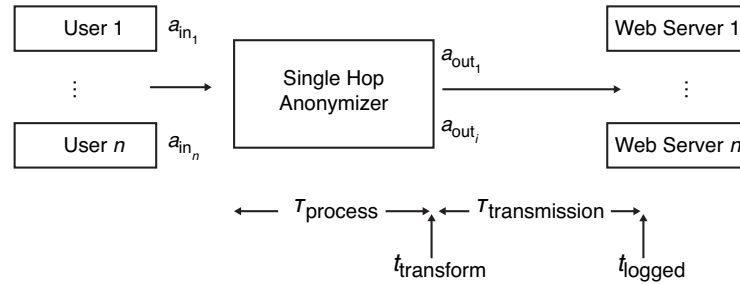 User 1
a_in_1
⋮
User n
a_in_n
Single Hop
Anonymizer
a_out_1
a_out_i
Web Server 1
⋮
Web Server n
τ_process
τ_transmission
t_transform
t_logged